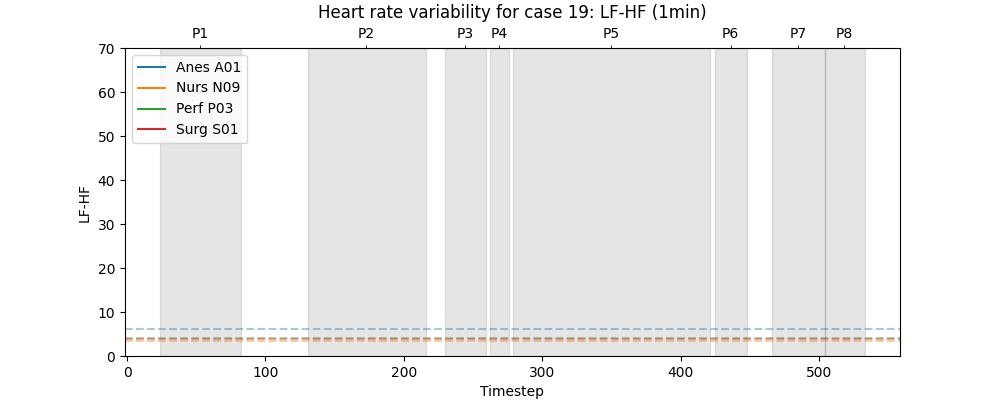 Heart rate variability for case 19: LF-HF (1min)
P1 P2 P3 P4 P5 P6 P7 P8
70
60
50
40
30
20
10
0
LF-HF
Anes A01
Nurs N09
Perf P03
Surg S01
0 100 200 300 400 500
Timestep